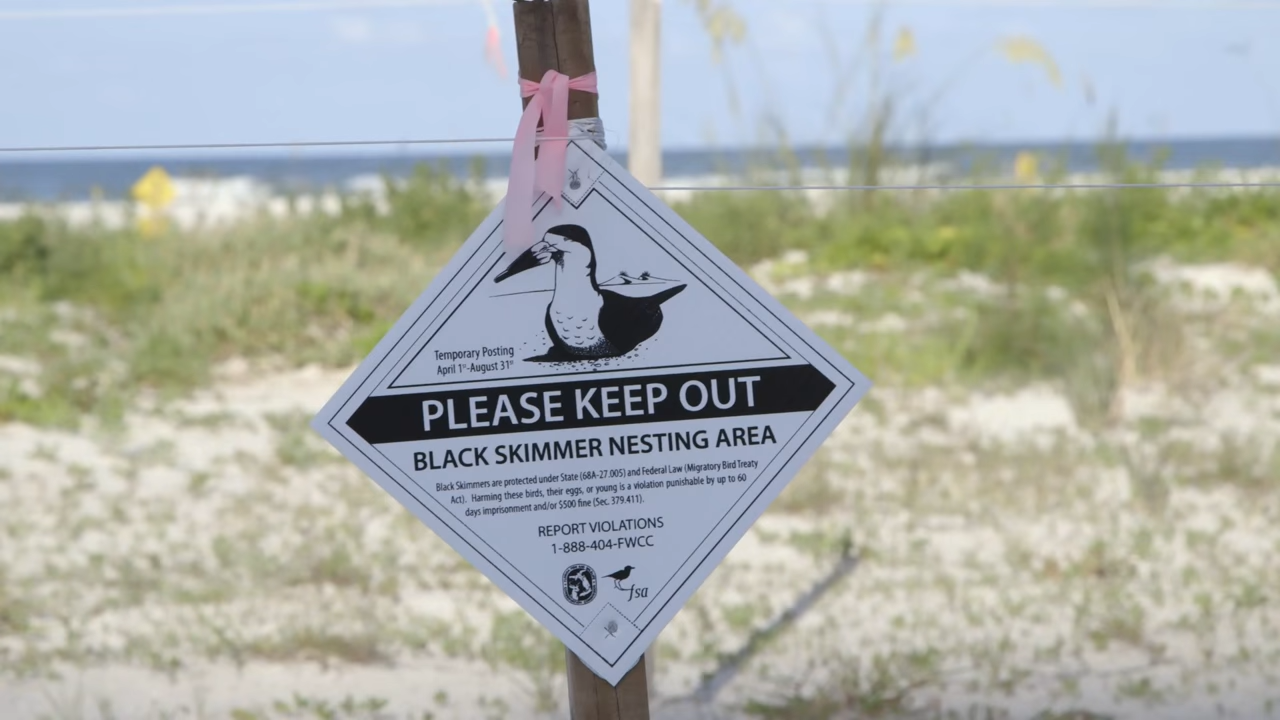 Temporary Posting
April 1st-August 31st
PLEASE KEEP OUT
BLACK SKIMMER NESTING AREA
Black Skimmers are protected under State (68A-27.005) and Federal Law (Migratory Bird Treaty
Act). Harming these birds, their eggs, or young is a violation punishable by up to 60
days imprisonment and/or $500 fine (Sec. 379.411).
REPORT VIOLATIONS
1-888-404-FWCC
fsa